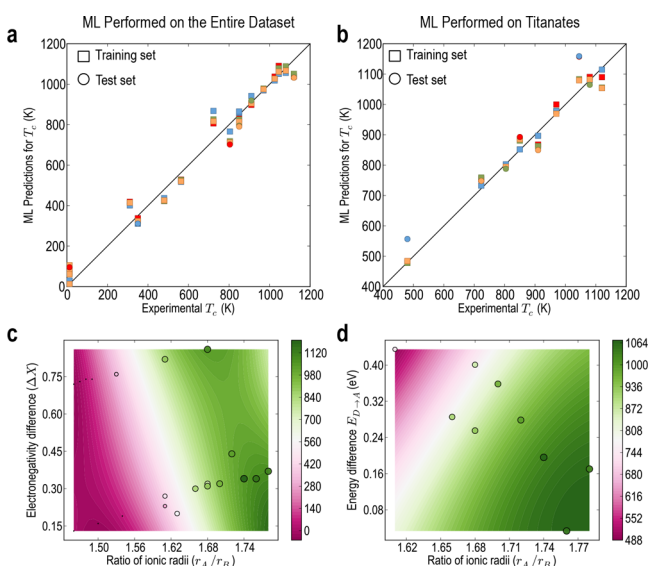 ML Performed on the Entire Dataset
ML Performed on Titanates
a
b
Training set
Test set
Training set
Test set
ML Predictions for T_c (K)
1200
1000
800
600
400
200
0
0 200 400 600 800 1000 1200
Experimental T_c (K)
ML Predictions for T_c (K)
1200
1100
1000
900
800
700
600
500
400
400 500 600 700 800 900 1000 1100 1200
Experimental T_c (K)
c
d
Electronegativity difference (ΔX)
0.75
0.60
0.45
0.30
0.15
1.50 1.56 1.62 1.68 1.74
Ratio of ionic radii (r_A/r_B)
1120
980
840
700
560
420
280
140
0
Energy difference E_{D→A} (eV)
0.40
0.32
0.24
0.16
0.08
1.62 1.65 1.68 1.71 1.74 1.77
Ratio of ionic radii (r_A/r_B)
1064
992
936
872
808
744
680
616
552
488